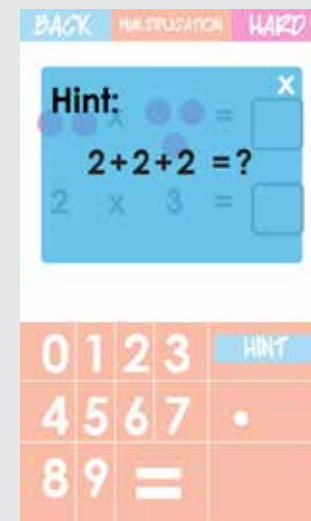 BACK MULTIPLICATION HARD
x
Hint:
x =
2+2+2 =?
2 x 3 =
0 1 2 3 HINT
4 5 6 7 .
8 9 =